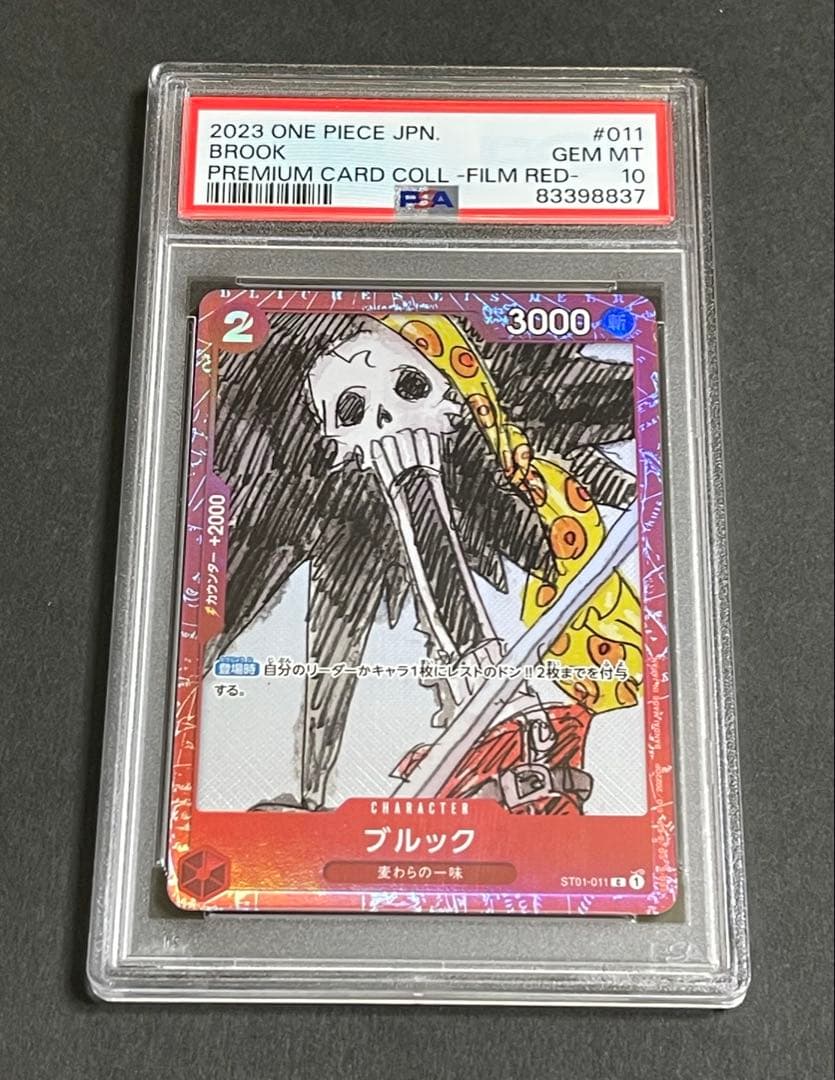 2023 ONE PIECE JPN. #011
BROOK GEM MT
PREMIUM CARD COLL -FILM RED- 10
PSA 83398837
2 3000 斬
カウンター +2000
登場時 自分のリーダーかキャラ1枚にレストのドン!!2枚までを付与
する。
CHARACTER
ブルック
麦わらの一味
ST01-011 C 1